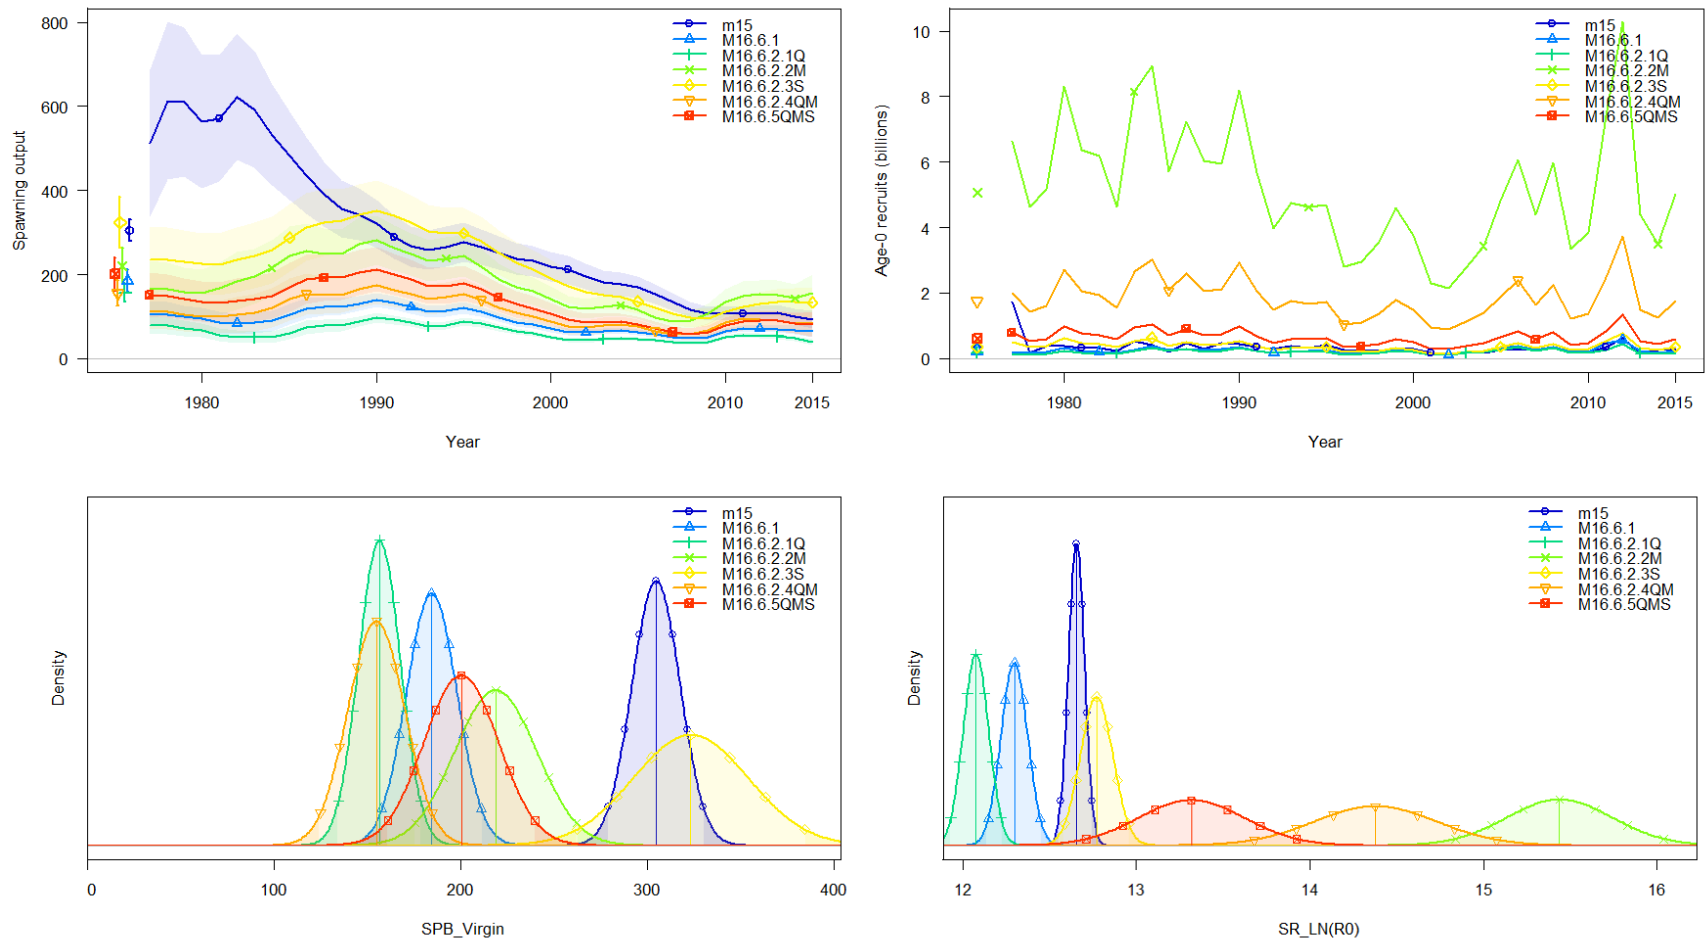 800
600
400
200
0
Spawning output
1980
1990
2000
2010
2015
Year
m15
M16.6.1
M16.6.2.1Q
M16.6.2.2M
M16.6.2.3S
M16.6.2.4QM
M16.6.5QMS
10
8
6
4
2
0
Age-0 recruits (billions)
1980
1990
2000
2010
2015
Year
m15
M16.6.1
M16.6.2.1Q
M16.6.2.2M
M16.6.2.3S
M16.6.2.4QM
M16.6.5QMS
Density
0
100
200
300
400
SPB_Virgin
m15
M16.6.1
M16.6.2.1Q
M16.6.2.2M
M16.6.2.3S
M16.6.2.4QM
M16.6.5QMS
Density
12
13
14
15
16
SR_LN(R0)
m15
M16.6.1
M16.6.2.1Q
M16.6.2.2M
M16.6.2.3S
M16.6.2.4QM
M16.6.5QMS